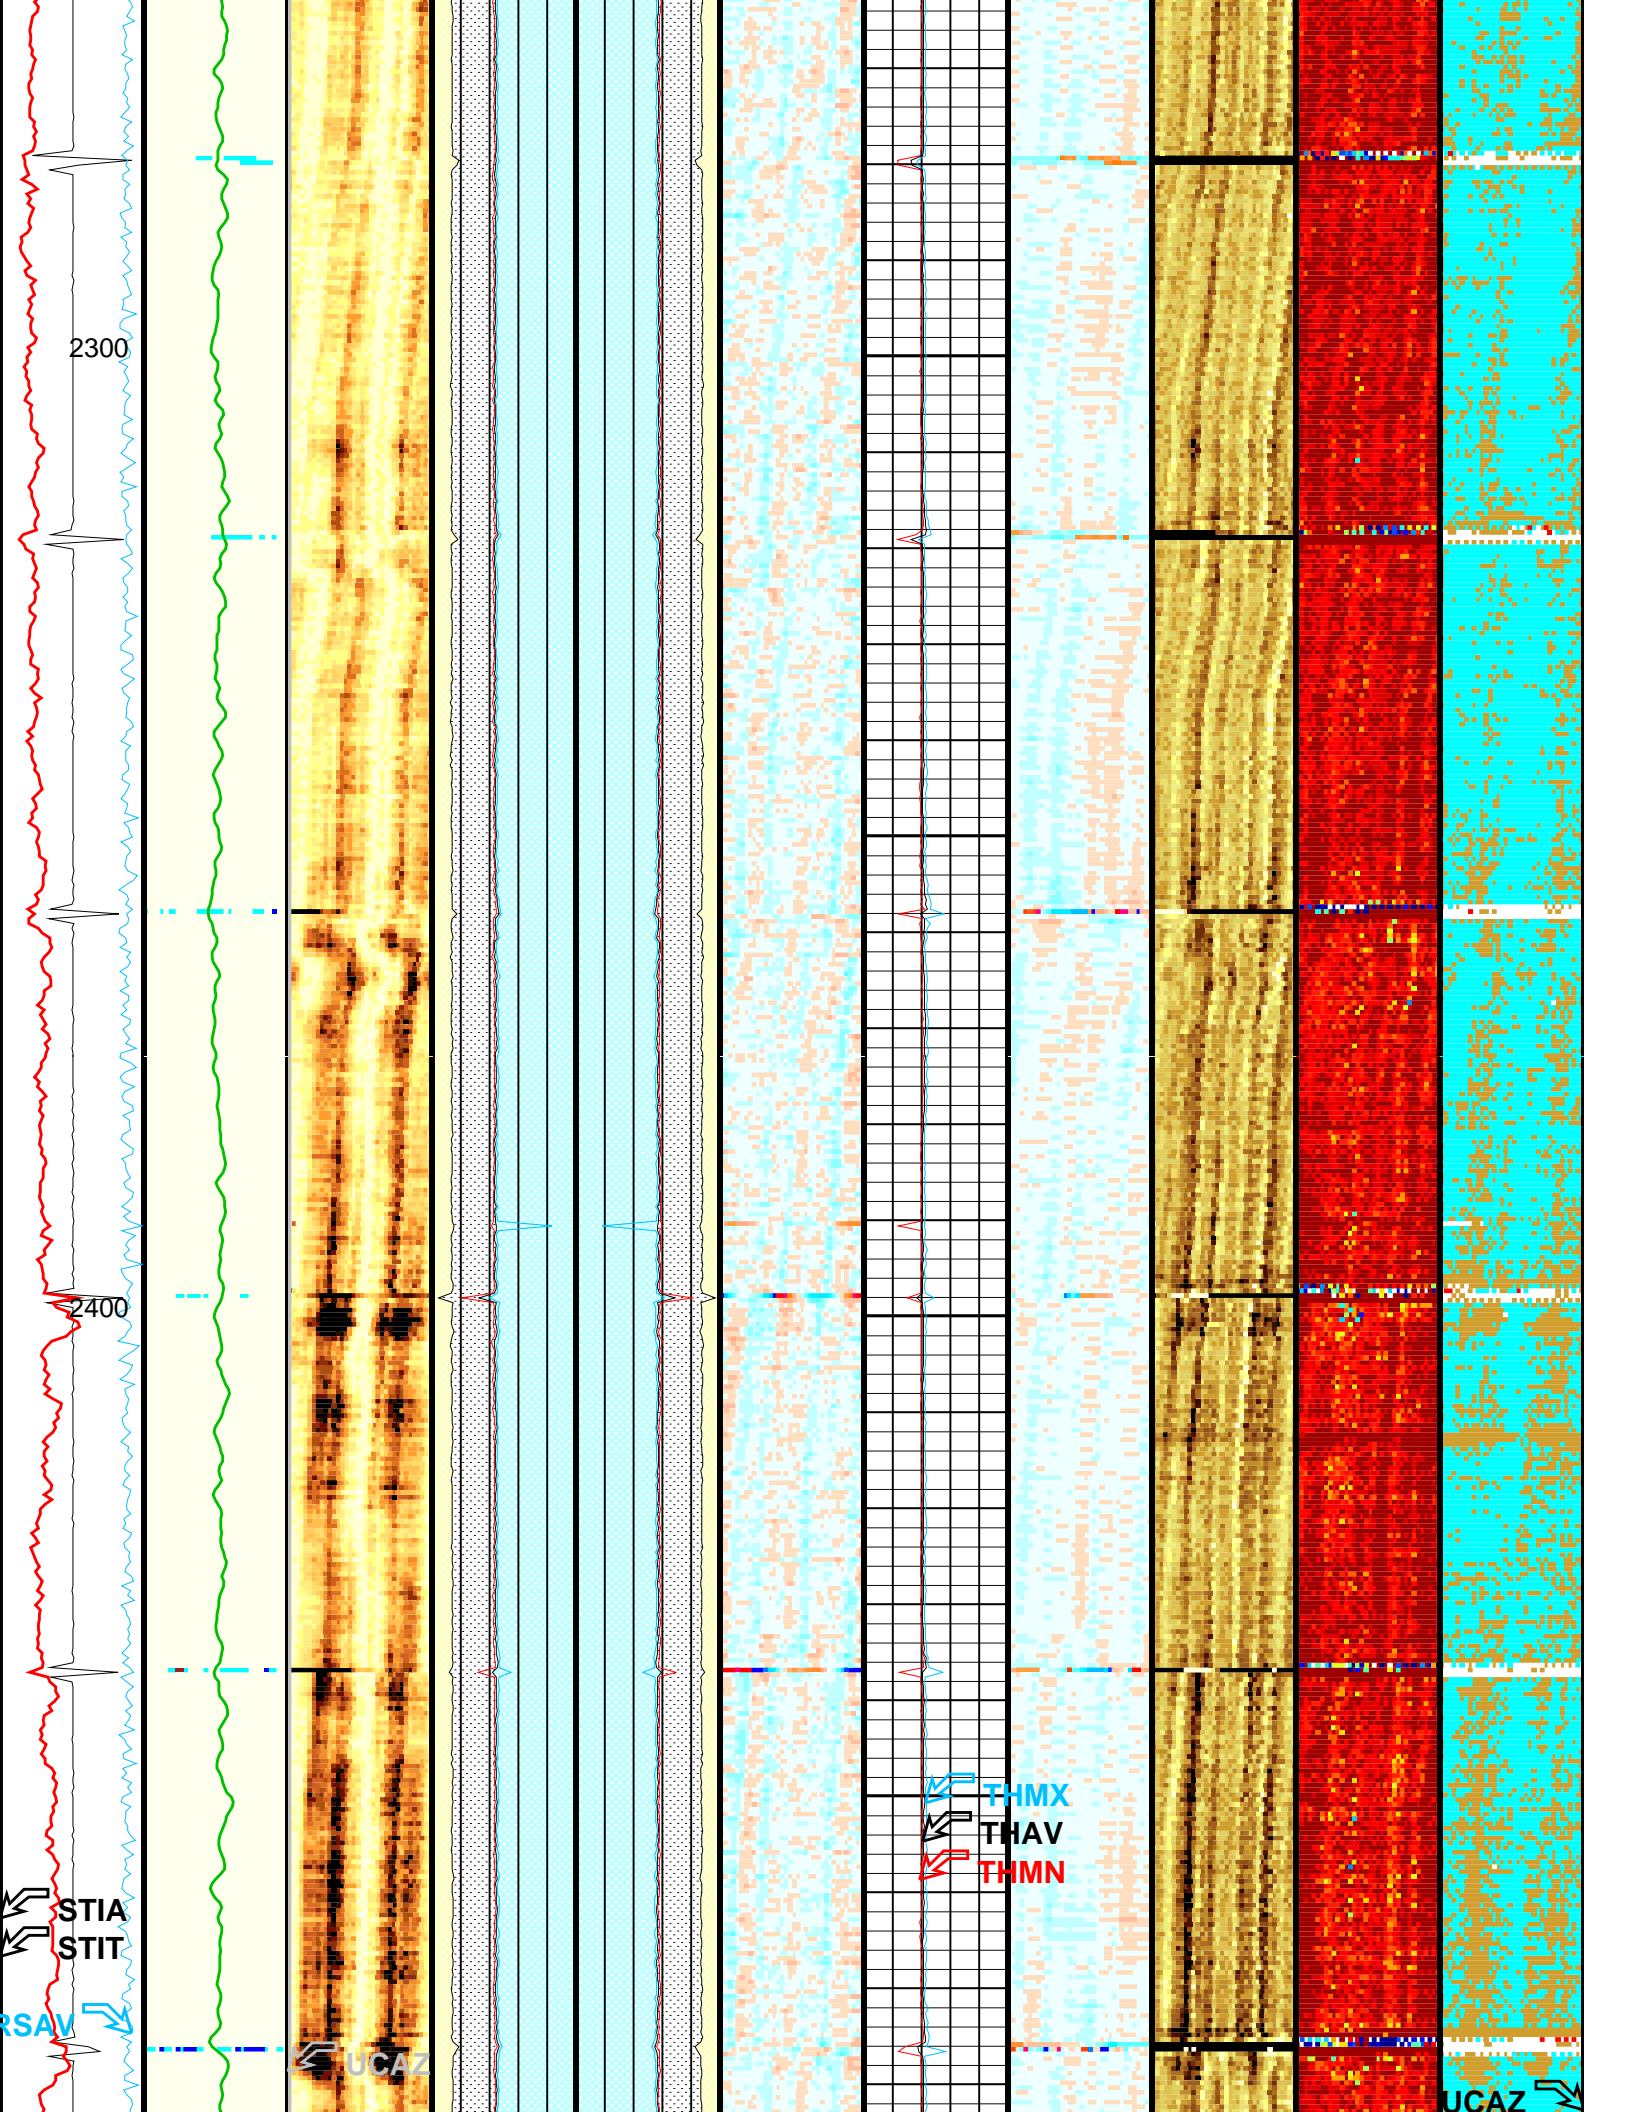 2300
2400
THMX
THAV
THMN
STIA
STIT
RSAV
UCAZ
UCAZ